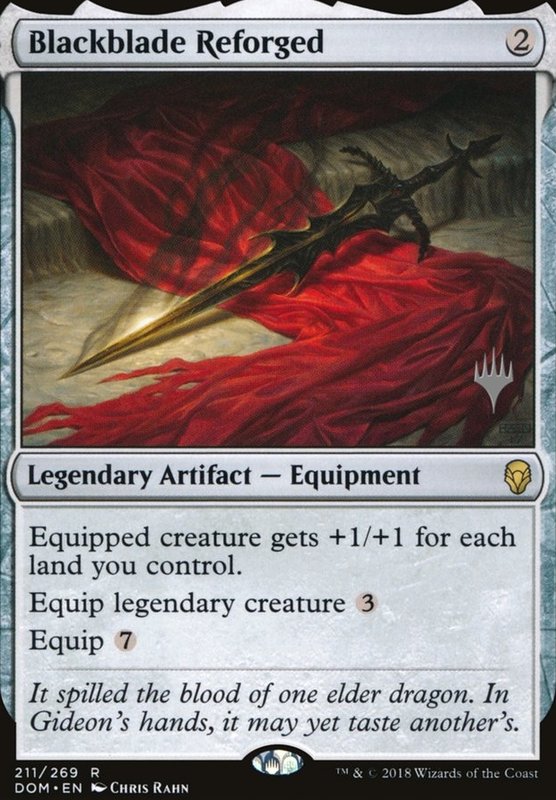 Blackblade Reforged 2
Legendary Artifact — Equipment
Equipped creature gets +1/+1 for each
land you control.
Equip legendary creature 3
Equip 7
It spilled the blood of one elder dragon. In
Gideon's hands, it may yet taste another's.
211/269 R
DOM • EN Chris Rahn
™ & © 2018 Wizards of the Coast